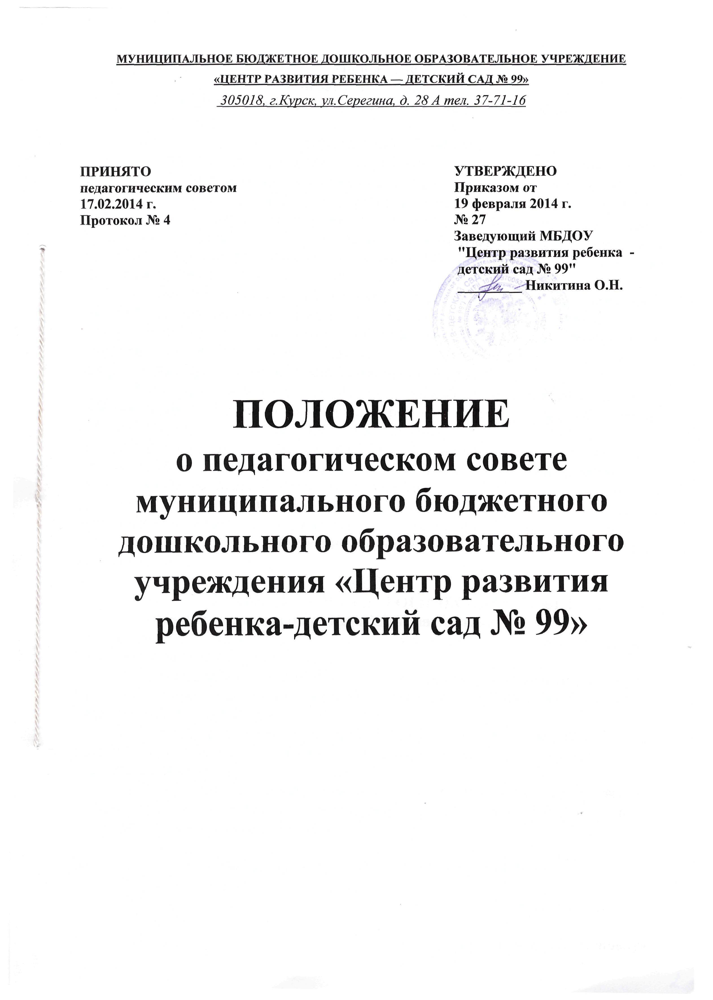 МУНИЦИПАЛЬНОЕ БЮДЖЕТНОЕ ДОШКОЛЬНОЕ ОБРАЗОВАТЕЛЬНОЕ УЧРЕЖДЕНИЕ
«ЦЕНТР РАЗВИТИЯ РЕБЕНКА — ДЕТСКИЙ САД № 99»
305018, г.Курск, ул.Серегина, д. 28 А тел. 37-71-16
ПРИНЯТО
педагогическим советом
17.02.2014 г.
Протокол № 4
УТВЕРЖДЕНО
Приказом от
19 февраля 2014 г.
№ 27
Заведующий МБДОУ
"Центр развития ребенка -
детский сад № 99"
Никитина О.Н.
ПОЛОЖЕНИЕ
о педагогическом совете
муниципального бюджетного
дошкольного образовательного
учреждения «Центр развития
ребенка-детский сад № 99»